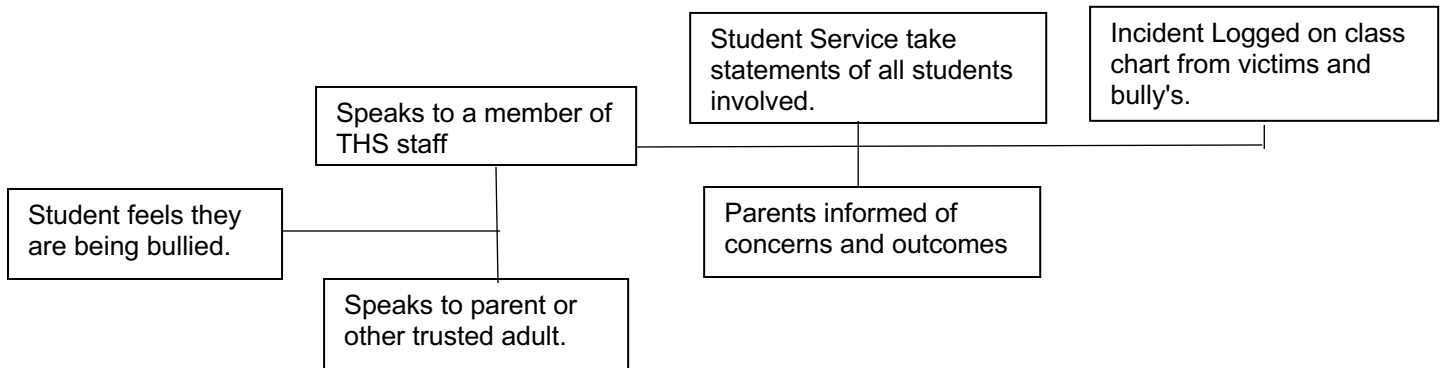 Student feels they
are being bullied.
Speaks to a member of
THS staff
Speaks to parent or
other trusted adult.
Student Service take
statements of all students
involved.
Parents informed of
concerns and outcomes
Incident Logged on class
chart from victims and
bully's.